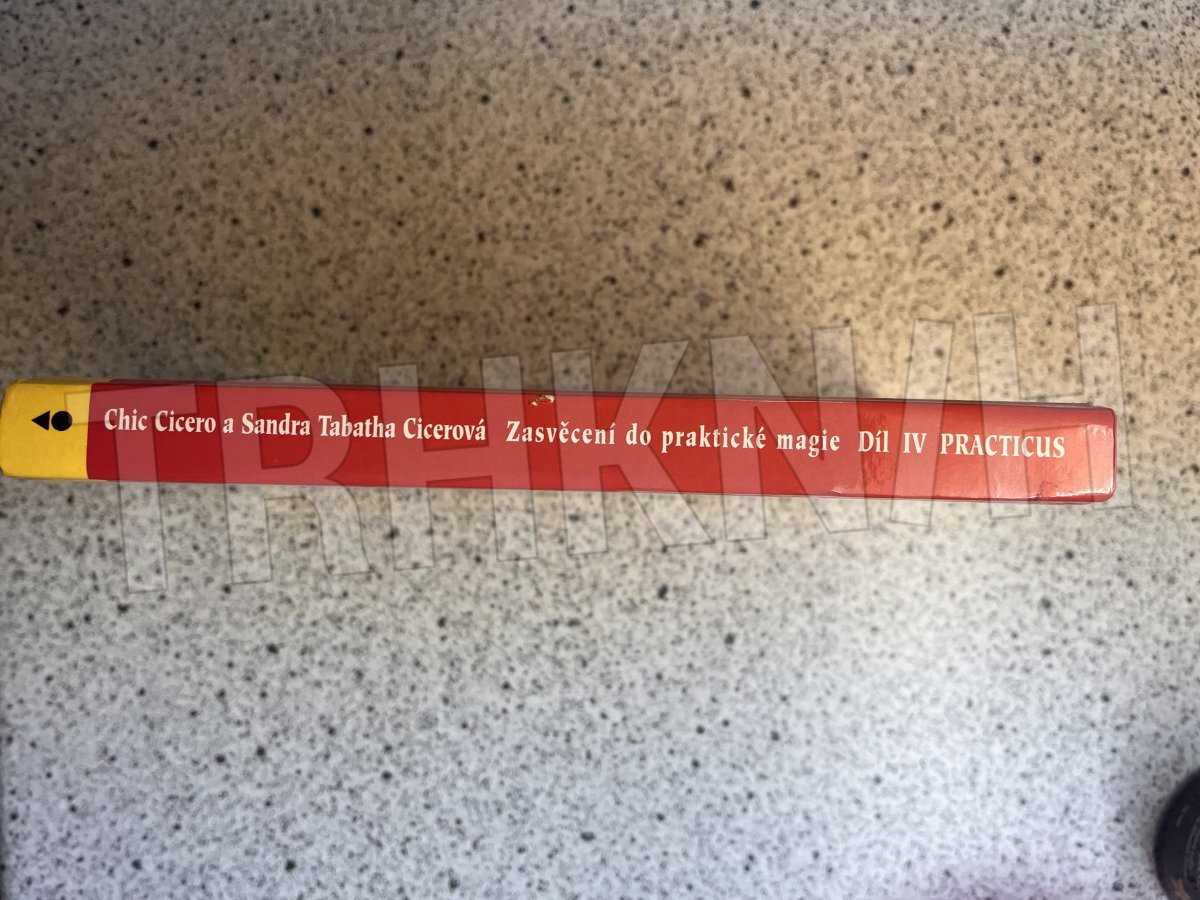 Chic Cicero a Sandra Tabatha Cicerová Zasvěcení do praktické magie Díl IV PRACTICUS
TRHKNIH